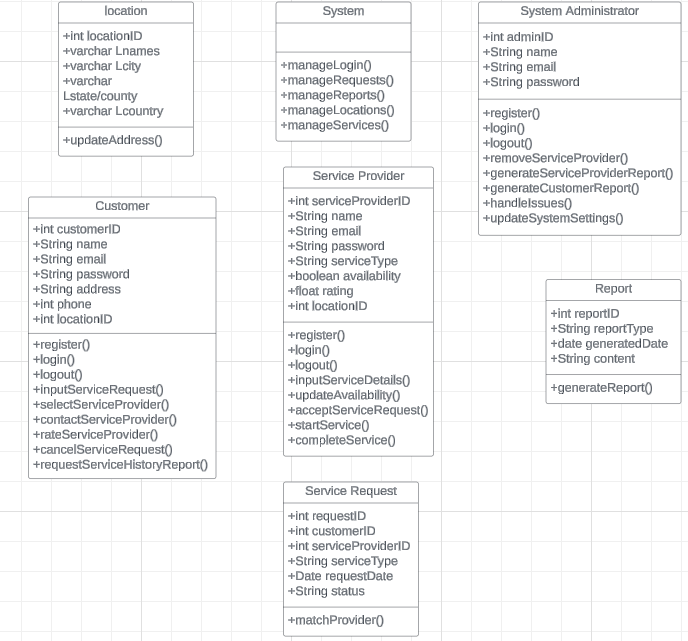 location
+int locationID
+varchar Lnames
+varchar Lcity
+varchar
Lstate/county
+varchar Lcountry
+updateAddress()
System
+manageLogin()
+manageRequests()
+manageReports()
+manageLocations()
+manageServices()
System Administrator
+int adminID
+String name
+String email
+String password
+register()
+login()
+logout()
+removeServiceProvider()
+generateServiceProviderReport()
+generateCustomerReport()
+handleIssues()
+updateSystemSettings()
Customer
+int customerID
+String name
+String email
+String password
+String address
+int phone
+int locationID
+register()
+login()
+logout()
+inputServiceRequest()
+selectServiceProvider()
+contactServiceProvider()
+rateServiceProvider()
+cancelServiceRequest()
+requestServiceHistoryReport()
Service Provider
+int serviceProviderID
+String name
+String email
+String password
+String serviceType
+boolean availability
+float rating
+int locationID
+register()
+login()
+logout()
+inputServiceDetails()
+updateAvailability()
+acceptServiceRequest()
+startService()
+completeService()
Report
+int reportID
+String reportType
+date generatedDate
+String content
+generateReport()
Service Request
+int requestID
+int customerID
+int serviceProviderID
+String serviceType
+Date requestDate
+String status
+matchProvider()